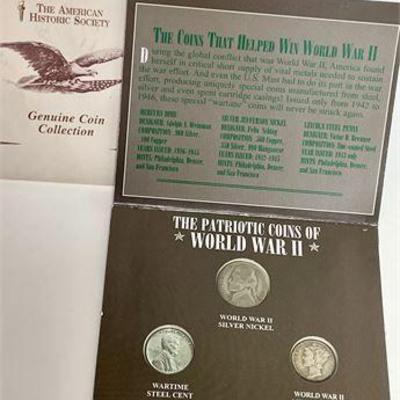 THE AMERICAN
HISTORIC SOCIETY
Genuine Coin
Collection
THE COINS THAT HELPED WIN WORLD WAR II
During the global conflict that was World War II, America found
herself in critical short supply of vital metals needed to sustain
the war effort. And even the U.S. Mint had to do its part in the
war effort, producing unique special coins manufactured from steel,
silver and even spent cartridge casings! Issued only from 1942 to
1946, these special "wartime" coins will never be struck again.
MERCURY DIME
DESIGNER: Adolph A. Weinman
COMPOSITION: .900 Silver,
.100 Copper
YEARS ISSUED: 1916-1945
MINTS: Philadelphia, Denver,
and San Francisco
SILVER JEFFERSON NICKEL
DESIGNER: Felix Schlag
COMPOSITION: .560 Copper,
.350 Silver, .090 Manganese
YEARS ISSUED: 1942-1945
MINTS: Philadelphia, Denver,
and San Francisco
LINCOLN STEEL PENNY
DESIGNER: Victor D. Brenner
COMPOSITION: Zinc-coated Steel
YEAR ISSUED: 1943 only
MINTS: Philadelphia, Denver,
and San Francisco
THE PATRIOTIC COINS OF
WORLD WAR II
WORLD WAR II
SILVER NICKEL
WARTIME
STEEL CENT
WORLD WAR II